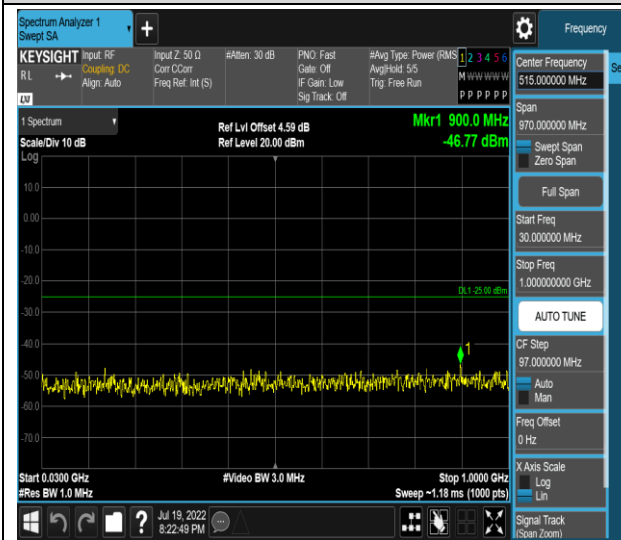 Spectrum Analyzer 1
Swept SA
+
Frequency
KEYSIGHT
RL
Input: RF
Coupling: DC
Align: Auto
Input Z: 50 Ω
Corr CCorr
Freq Ref: Int (S)
#Atten: 30 dB
PNO: Fast
Gate: Off
IF Gain: Low
Sig Track: Off
#Avg Type: Power (RMS
Avg|Hold: 5/5
Trig: Free Run
1 2 3 4 5 6
M W W W W W
P P P P P P
LXI
1 Spectrum
Scale/Div 10 dB
Log
Ref Lvl Offset 4.59 dB
Ref Level 20.00 dBm
Mkr1 900.0 MHz
-46.77 dBm
10.0
0.00
-10.0
-20.0
DL1 -25.00 dBm
-30.0
-40.0
1
-50.0
-60.0
-70.0
Start 0.0300 GHz
#Res BW 1.0 MHz
#Video BW 3.0 MHz
Stop 1.0000 GHz
Sweep ~1.18 ms (1000 pts)
Jul 19, 2022
8:22:49 PM
?
Center Frequency
515.000000 MHz
Se
Span
970.000000 MHz
Swept Span
Zero Span
Full Span
Start Freq
30.000000 MHz
Stop Freq
1.000000000 GHz
AUTO TUNE
CF Step
97.000000 MHz
Auto
Man
Freq Offset
0 Hz
X Axis Scale
Log
Lin
Signal Track
(Span Zoom)